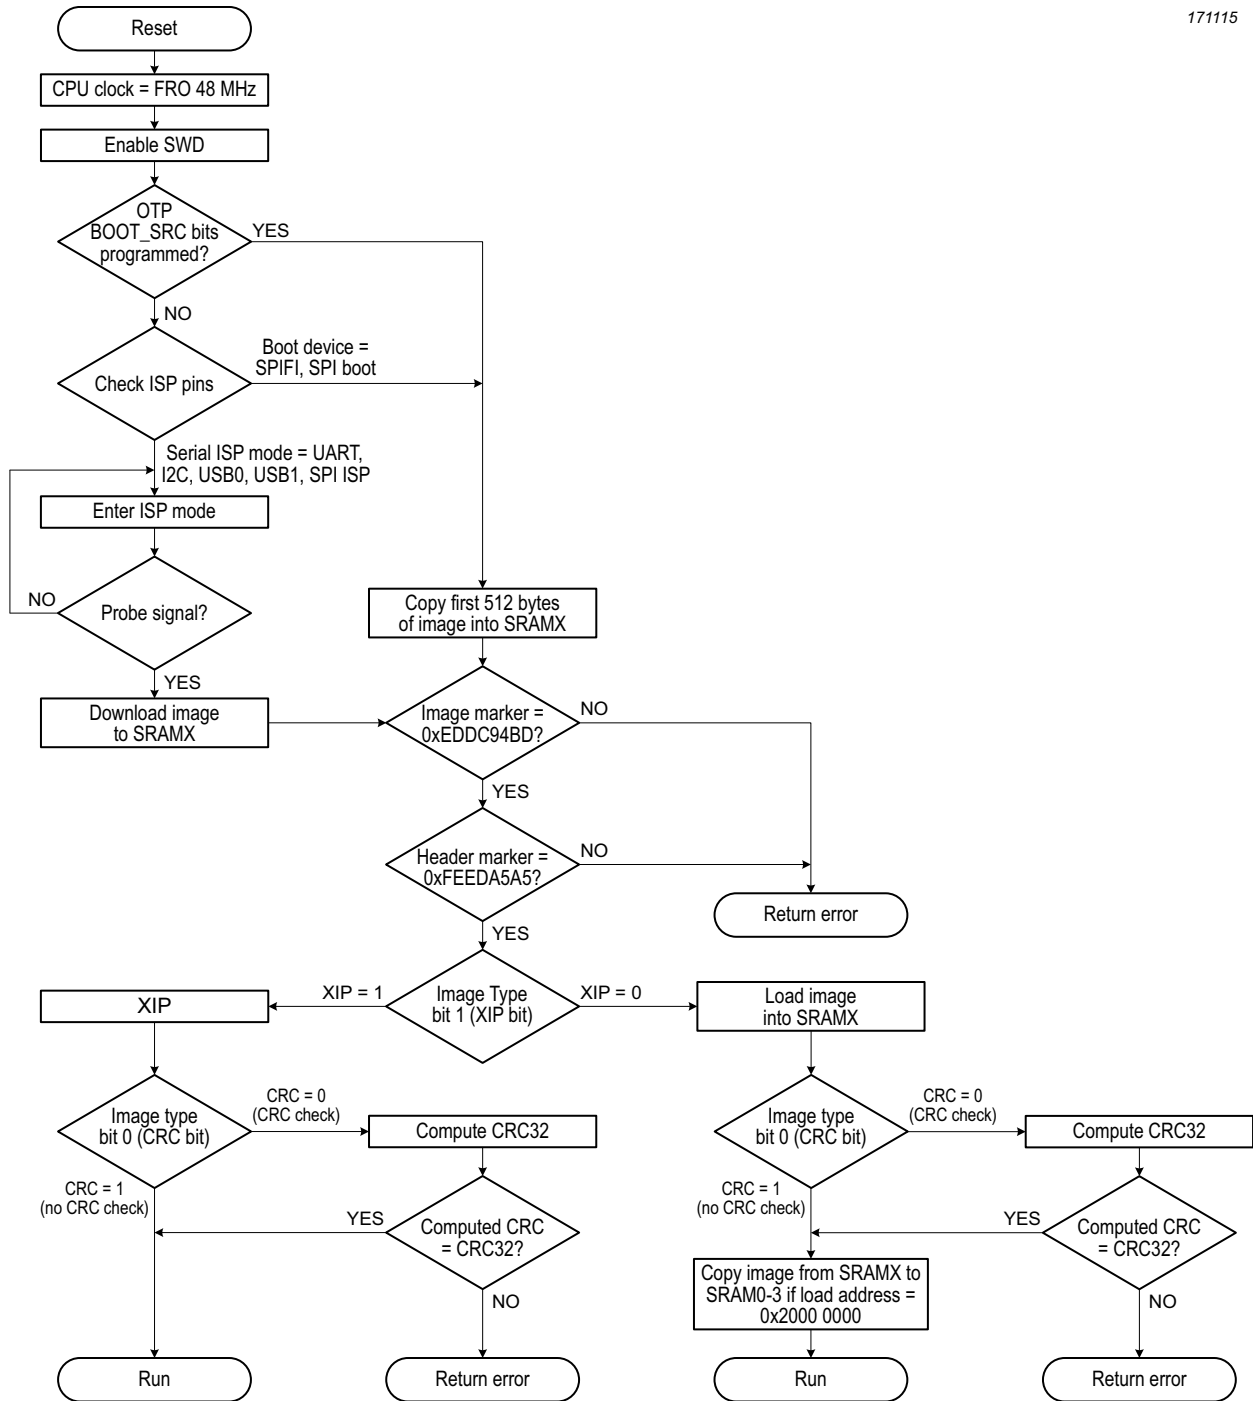 171115
Reset
CPU clock = FRO 48 MHz
Enable SWD
OTP
BOOT_SRC bits
programmed?
YES
NO
Boot device =
SPIFI, SPI boot
Check ISP pins
Serial ISP mode = UART,
I2C, USB0, USB1, SPI ISP
Enter ISP mode
NO
Probe signal?
YES
Download image
to SRAMX
Copy first 512 bytes
of image into SRAMX
Image marker =
0xEDDC94BD?
NO
YES
Header marker =
0xFEEDA5A5?
NO
YES
Return error
XIP = 1
Image Type
bit 1 (XIP bit)
XIP = 0
XIP
Load image
into SRAMX
Image type
bit 0 (CRC bit)
CRC = 0
(CRC check)
Compute CRC32
CRC = 1
(no CRC check)
YES
Computed CRC
= CRC32?
NO
Run
Return error
Image type
bit 0 (CRC bit)
CRC = 0
(CRC check)
Compute CRC32
CRC = 1
(no CRC check)
YES
Computed CRC
= CRC32?
Copy image from SRAMX to
SRAM0-3 if load address =
0x2000 0000
NO
Run
Return error